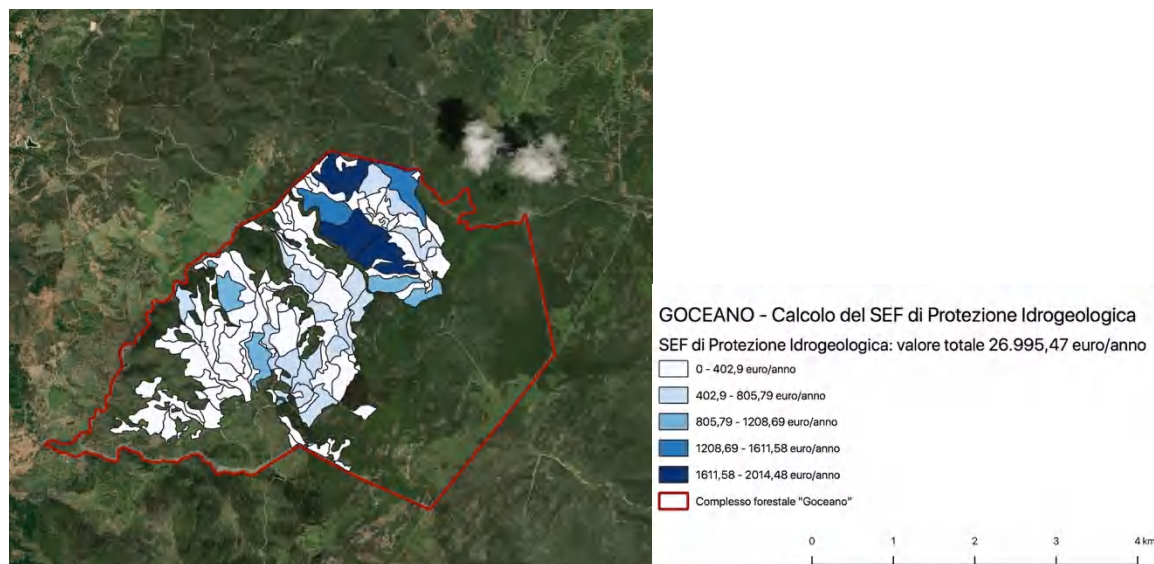 GOCEANO - Calcolo del SEF di Protezione Idrogeologica
SEF di Protezione Idrogeologica: valore totale 26.995,47 euro/anno
0 - 402,9 euro/anno
402,9 - 805,79 euro/anno
805,79 - 1208,69 euro/anno
1208,69 - 1611,58 euro/anno
1611,58 - 2014,48 euro/anno
Complesso forestale "Goceano"
0 1 2 3 4 km